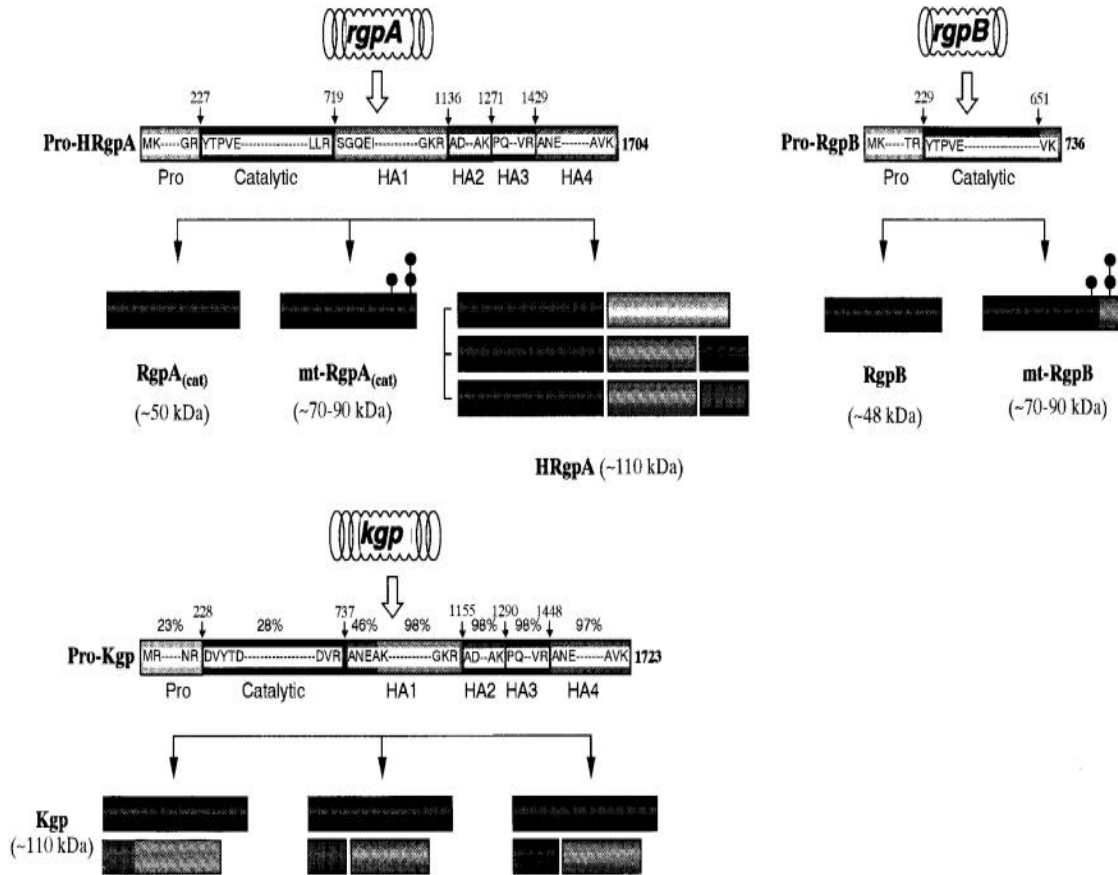 rgpA
rgpB
227 719 1136 1271 1429
Pro-HRgpA MK-----GR YTPVE------------------LLR SGQEI----------GKR AD--AK PQ--VR ANE------AVK 1704
Pro Catalytic HA1 HA2 HA3 HA4
229 651
Pro-RgpB MK----TR YTPVE---------------VK 736
Pro Catalytic
RgpA(cat)
(~50 kDa)
mt-RgpA(cat)
(~70-90 kDa)
HRgpA (~110 kDa)
RgpB
(~48 kDa)
mt-RgpB
(~70-90 kDa)
kgp
23% 228 28% 737 46% 98% 1155 98% 1290 98% 1448 97%
Pro-Kgp MR----NR DVYTD------------------DVR ANEAK----------GKR AD--AK PQ--VR ANE------AVK 1723
Pro Catalytic HA1 HA2 HA3 HA4
Kgp
(~110 kDa)